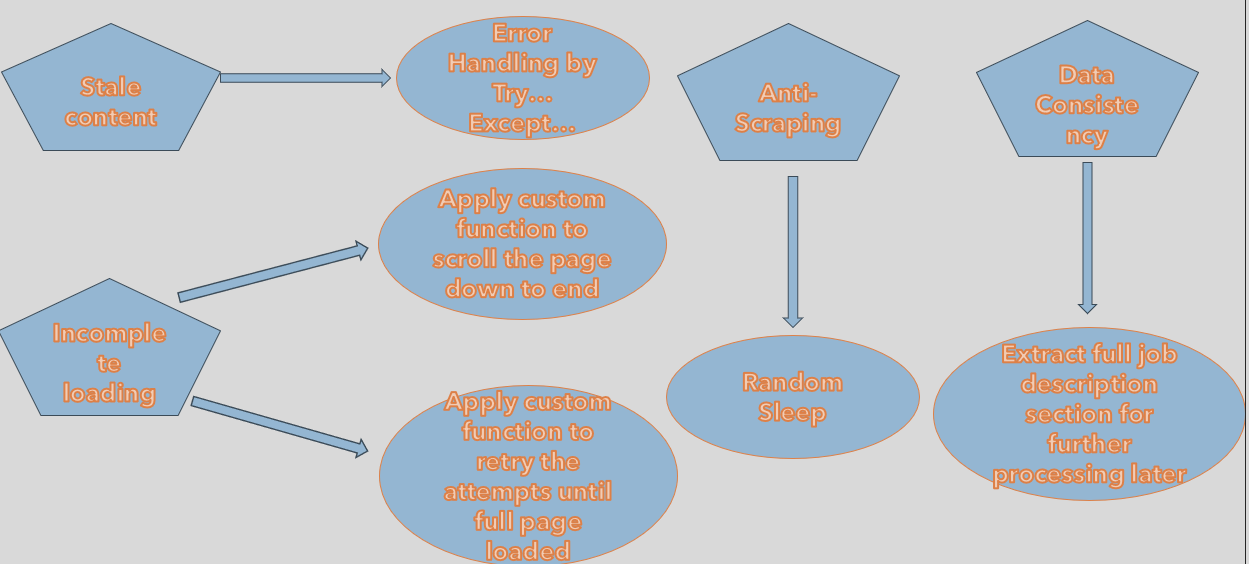 Stale
content
Error
Handling by
Try...
Except...
Anti-
Scraping
Data
Consiste
ncy
Apply custom
function to
scroll the page
down to end
Incomple
te
loading
Apply custom
function to
retry the
attempts until
full page
loaded
Random
Sleep
Extract full job
description
section for
further
processing later